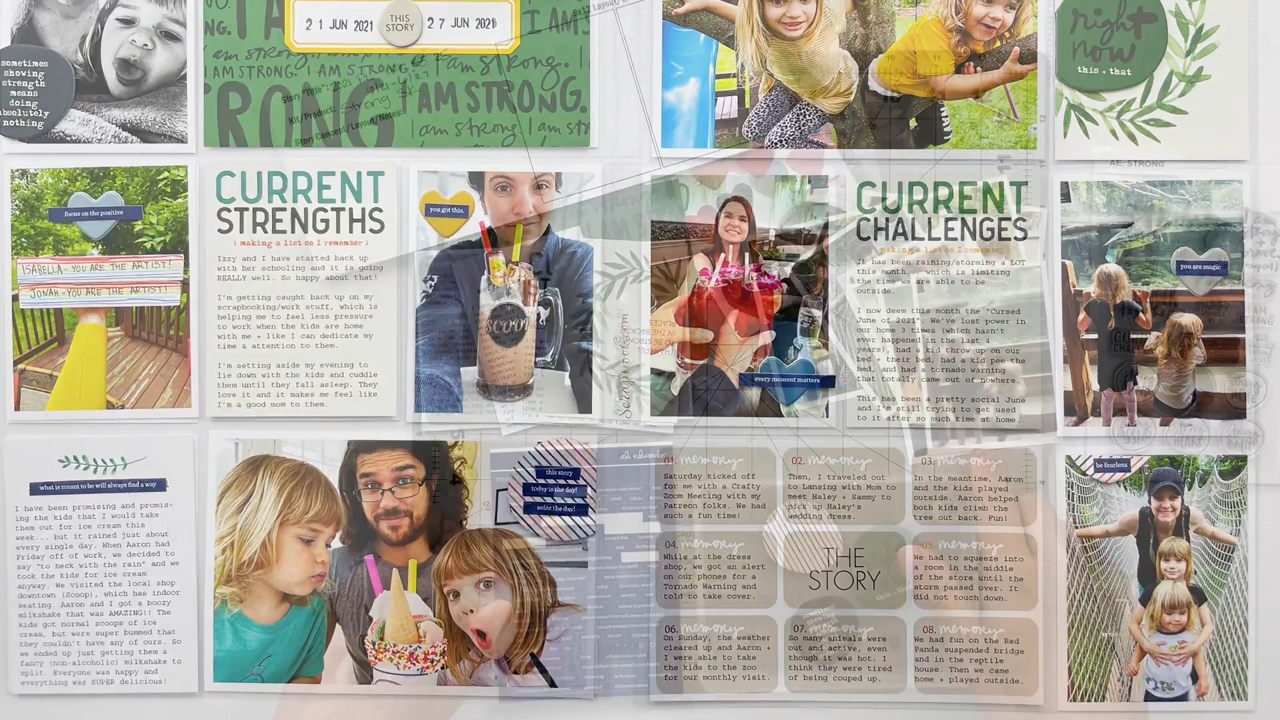 sometimes
showing
strength
means
doing
absolutely
nothing
21 JUN 2021
THIS
STORY
27 JUN 2021
I AM STRONG. I AM STRONG.
I am strong.
RONG
I AM STRONG.
I am strong.
right
now
this . that
focus on the positive
ISABELLA - YOU ARE THE ARTIST!
JONAH - YOU ARE THE ARTIST!
CURRENT
STRENGTHS
( making a list so I remember )
Izzy and I have started back up
with her schooling and it is going
REALLY well. So happy about that!
I'm getting caught back up on my
scrapbooking/work stuff, which is
helping me to feel less pressure
to work when the kids are home
with me + like I can dedicate my
time & attention to them.
I'm setting aside my evening to
lie down with the kids and cuddle
them until they fall asleep. They
love it and it makes me feel like
I'm a good mom to them.
you got this.
SCOOP
every moment matters
CURRENT
CHALLENGES
making a list so I remember
It has been raining/storming a LOT
this month... which is limiting
the time we are able to be
outside.
I now deem this month the "Cursed
June of 2021" We've lost power in
our home 3 times (which hasn't
ever happened in the last 4
years), had a kid throw up on our
bed + their bed, had a kid pee the
bed, and had a tornado warning
that totally came out of nowhere.
This has been a pretty social June
and I'm still trying to get used
to it after so much time at home.
AE, STRONG
you are magic
what is meant to be will always find a way
I have been promising and promis-
ing the kids that I would take
them out for ice cream this
week... but it rained just about
every single day. When Aaron had
Friday off of work, we decided to
say "to heck with the rain" and we
took the kids for ice cream
anyway. We visited the local shop
downtown (Scoop), which has indoor
seating. Aaron and I got a boozy
milkshake that was AMAZING!! The
kids got normal scoops of ice
cream, but were super bummed that
they couldn't have any of ours. So
we ended up just getting them a
fancy (non-alcoholic) milkshake to
split. Everyone was happy and
everything was SUPER delicious!
this story
today is the day!
seize the day!
01. memory
Saturday kicked off
for me with a Crafty
Zoom Meeting with my
Patreon folks. We had
such a fun time!
02. memory
Then, I traveled out
to Lansing with Mom to
meet Haley + Sammy to
pick up Haley's
wedding dress.
03. memory
In the meantime, Aaron
and the kids played
outside. Aaron helped
both kids climb the
tree out back. Fun!
04. memory
While at the dress
shop, we got an alert
on our phones for a
Tornado Warning and
told to take cover.
THE
STORY
05 memory
We had to squeeze into
a room in the middle
of the store until the
storm passed over. It
did not touch down.
06. memory
On Sunday, the weather
cleared up and Aaron +
I were able to take
the kids to the zoo
for our monthly visit.
07. memory
So many animals were
out and active, even
though it was hot. I
think they were tired
of being couped up.
08. memory
We had fun on the Red
Panda suspended bridge
and in the reptile
house. Then we came
home + played outside.
be fearless